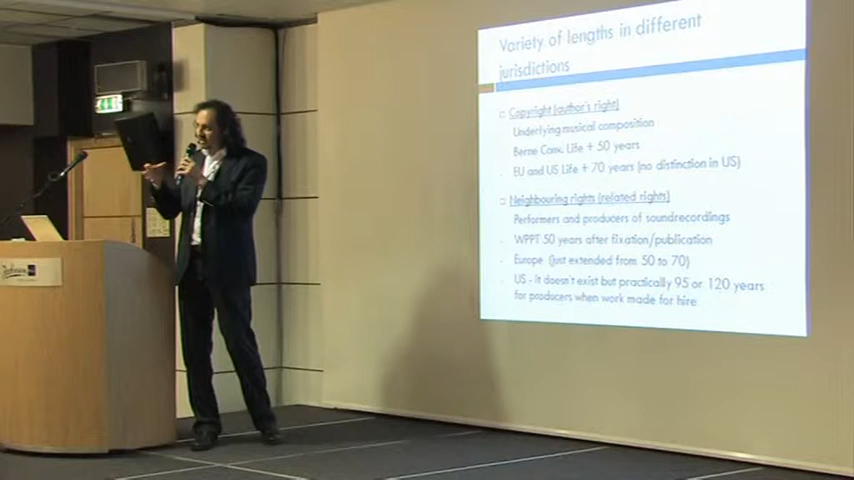 Variety of lengths in different
jurisdictions
Copyright (author's right)
Underlying musical composition
Berne Conv. Life + 50 years
EU and US Life + 70 years (no distinction in US)
Neighbouring rights (related rights)
Performers and producers of soundrecordings
WPPT 50 years after fixation/publication
Europe (just extended from 50 to 70)
US - it doesn't exist but practically 95 or 120 years
for producers when work made for hire